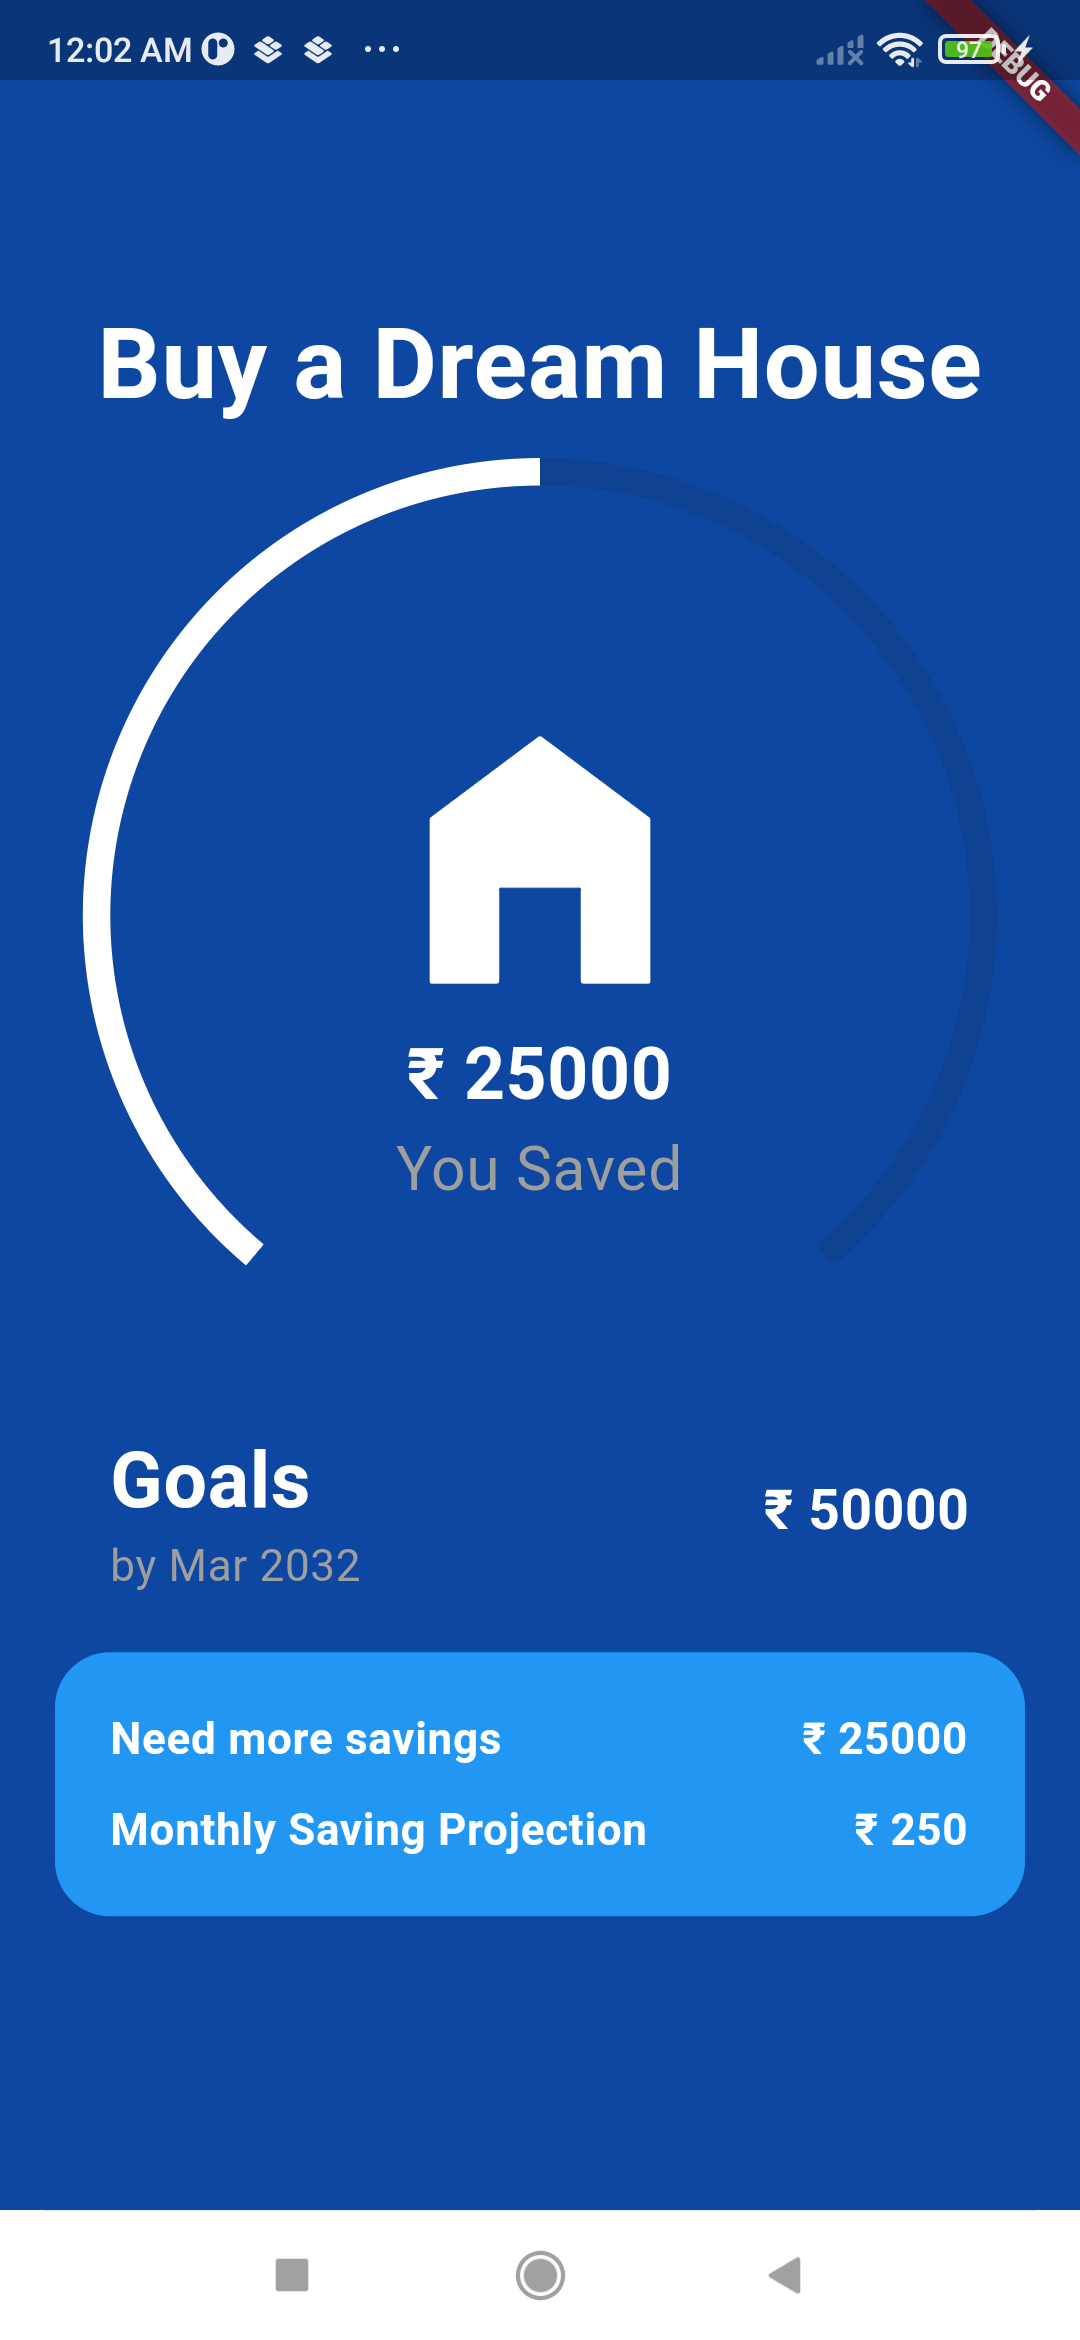 12:02 AM
97
DEBUG
Buy a Dream House
₹ 25000
You Saved
Goals
₹ 50000
by Mar 2032
Need more savings
₹ 25000
Monthly Saving Projection
₹ 250